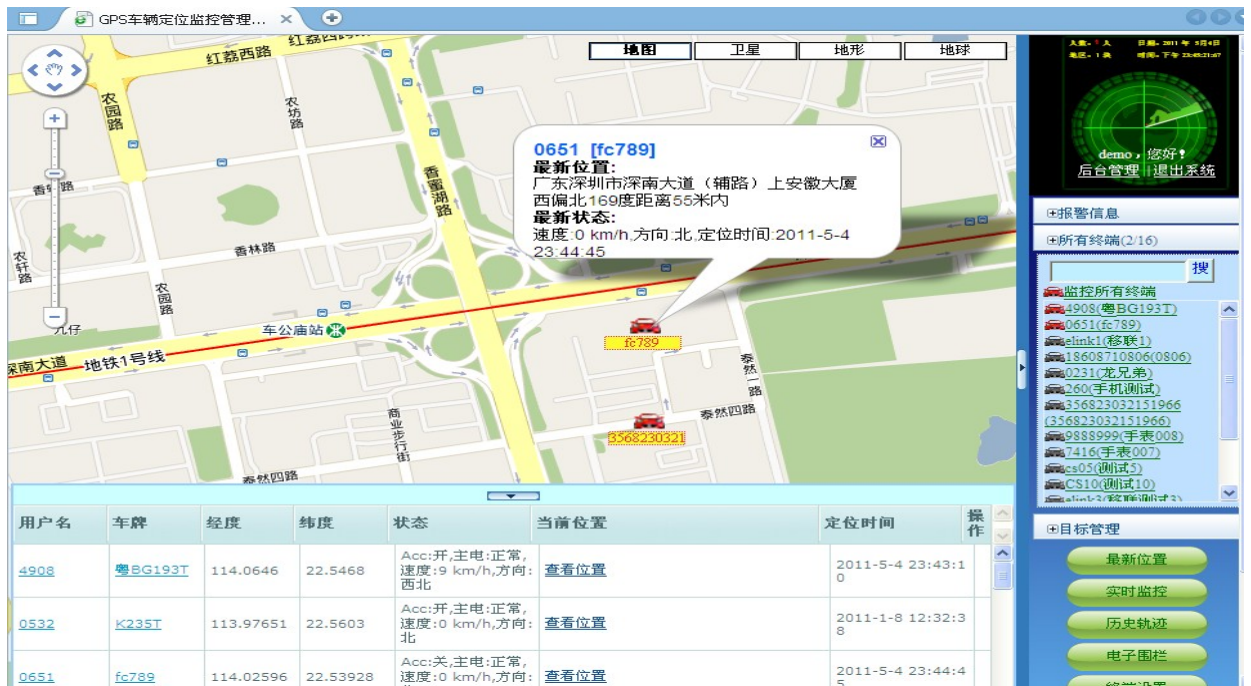 GPS车辆定位监控管理...
地图 卫星 地形 地球
红荔西路
农园路
农坊路
香蜜湖路
香林路
农轩路
农园路
车公庙站
深南大道
地铁1号线
商业步行街
泰然四路
泰然一路
泰然四路
0651 [fc789]
最新位置:
广东深圳市深南大道（辅路）上安徽大厦
西偏北169度距离55米内
最新状态:
速度:0 km/h,方向:北,定位时间:2011-5-4
23:44:45
fc789
3568230321
demo，您好！
后台管理 退出系统
报警信息
所有终端(2/16)
搜
监控所有终端
4908(粤BG193T)
0651(fc789)
elink1(移联1)
18608710806(0806)
0231(龙兄弟)
260(手机测试)
356823032151966
(356823032151966)
9888999(手表008)
7416(手表007)
cs05(测试5)
CS10(测试10)
elink3(移联测试3)
目标管理
最新位置
实时监控
历史轨迹
电子围栏
用户名 车牌 经度 纬度 状态 当前位置 定位时间 操作
4908 粤BG193T 114.0646 22.5468 Acc:开,主电:正常,速度:9 km/h,方向:西北 查看位置 2011-5-4 23:43:10
0532 K235T 113.97651 22.5603 Acc:开,主电:正常,速度:0 km/h,方向:北 查看位置 2011-1-8 12:32:38
0651 fc789 114.02596 22.53928 Acc:关,主电:正常,速度:0 km/h,方向: 查看位置 2011-5-4 23:44:45